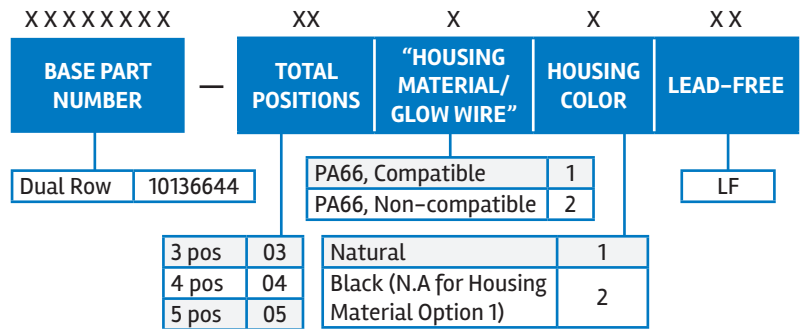 XXXXXXXX XX X X XX
BASE PART
NUMBER
—
TOTAL
POSITIONS
“HOUSING
MATERIAL/
GLOW WIRE”
HOUSING
COLOR
LEAD-FREE
Dual Row 10136644
PA66, Compatible 1
PA66, Non-compatible 2
LF
3 pos 03
4 pos 04
5 pos 05
Natural 1
Black (N.A for Housing
Material Option 1) 2